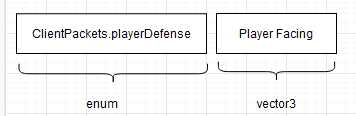 ClientPackets.playerDefense
Player Facing
enum
vector3